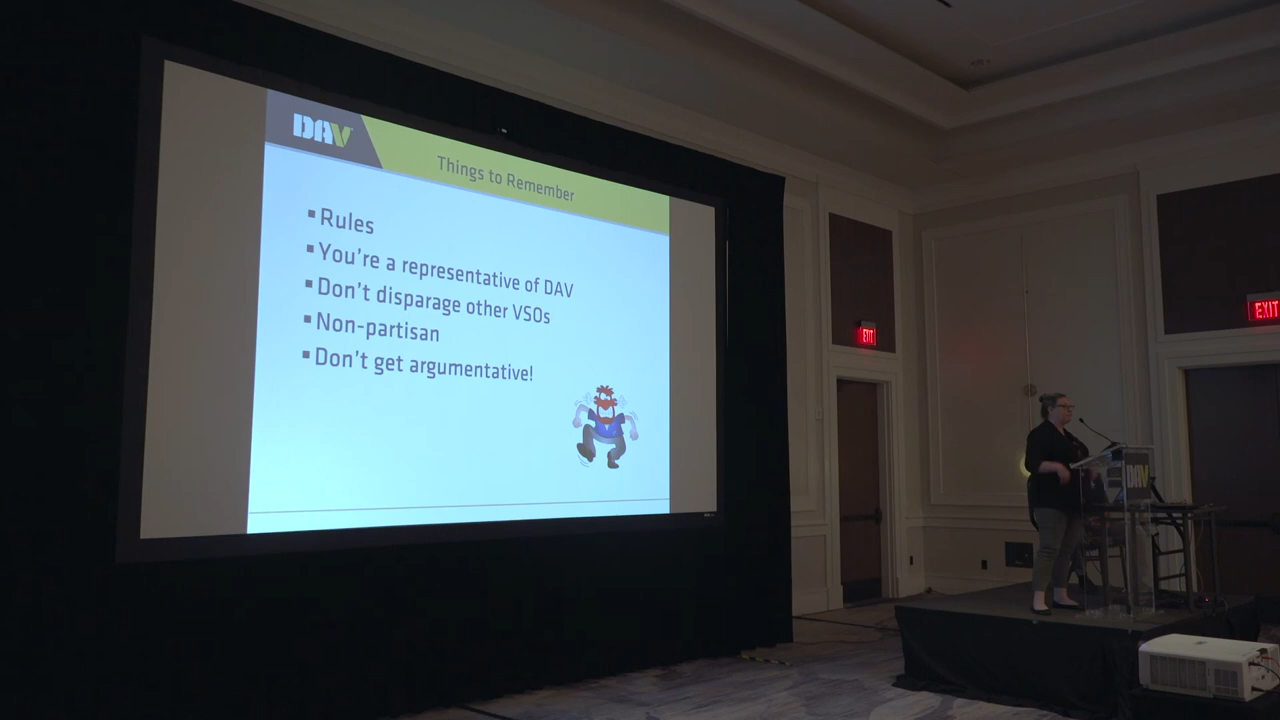 DAV
Things to Remember
▪ Rules
▪ You're a representative of DAV
▪ Don't disparage other VSOs
▪ Non-partisan
▪ Don't get argumentative!
EXIT
EXIT
DAV